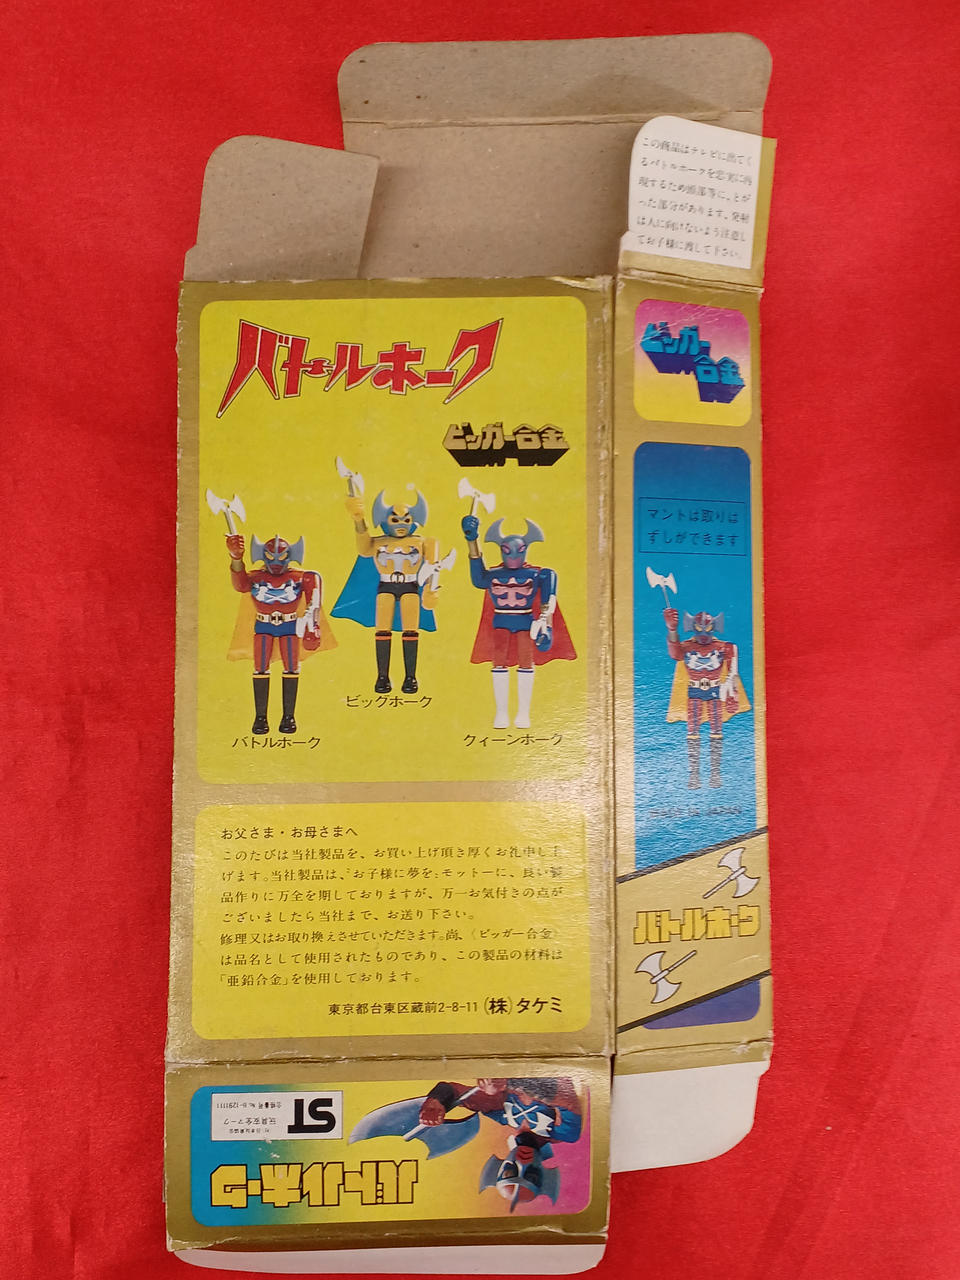 この商品はテレビに出てく
るバトルホークを忠実に再
現するため頭部等に、とが
った部分があります。発射
は人に向けないよう注意し
てお子様に渡して下さい。
バトルホーク
ビッガー合金
ビッグホーク
バトルホーク
クィーンホーク
お父さま・お母さまへ
このたびは当社製品を、お買い上げ頂き厚くお礼申し上
げます。当社製品は、"お子様に夢を"モットーに、良い製
品作りに万全を期しておりますが、万一お気付きの点が
ございましたら当社まで、お送り下さい。
修理又はお取り換えさせていただきます。尚、〈ビッガー合金〉
は品名として使用されたものであり、この製品の材料は
「亜鉛合金」を使用しております。
東京都台東区蔵前2-8-11 (株)タケミ
ビッガー
合金
マントは取りは
ずしができます
バトルホーク
バトルホーク
ST
玩具安全マーク
合格番号 No.B-1291111